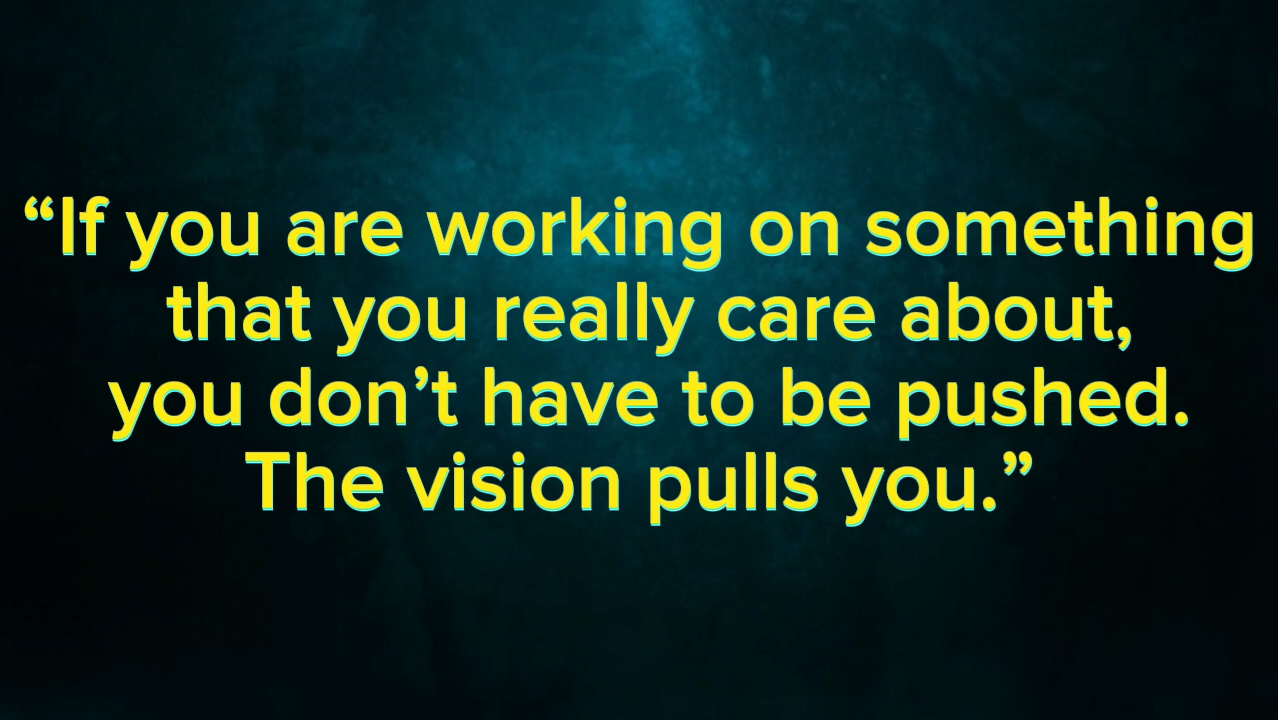 “If you are working on something
that you really care about,
you don’t have to be pushed.
The vision pulls you.”